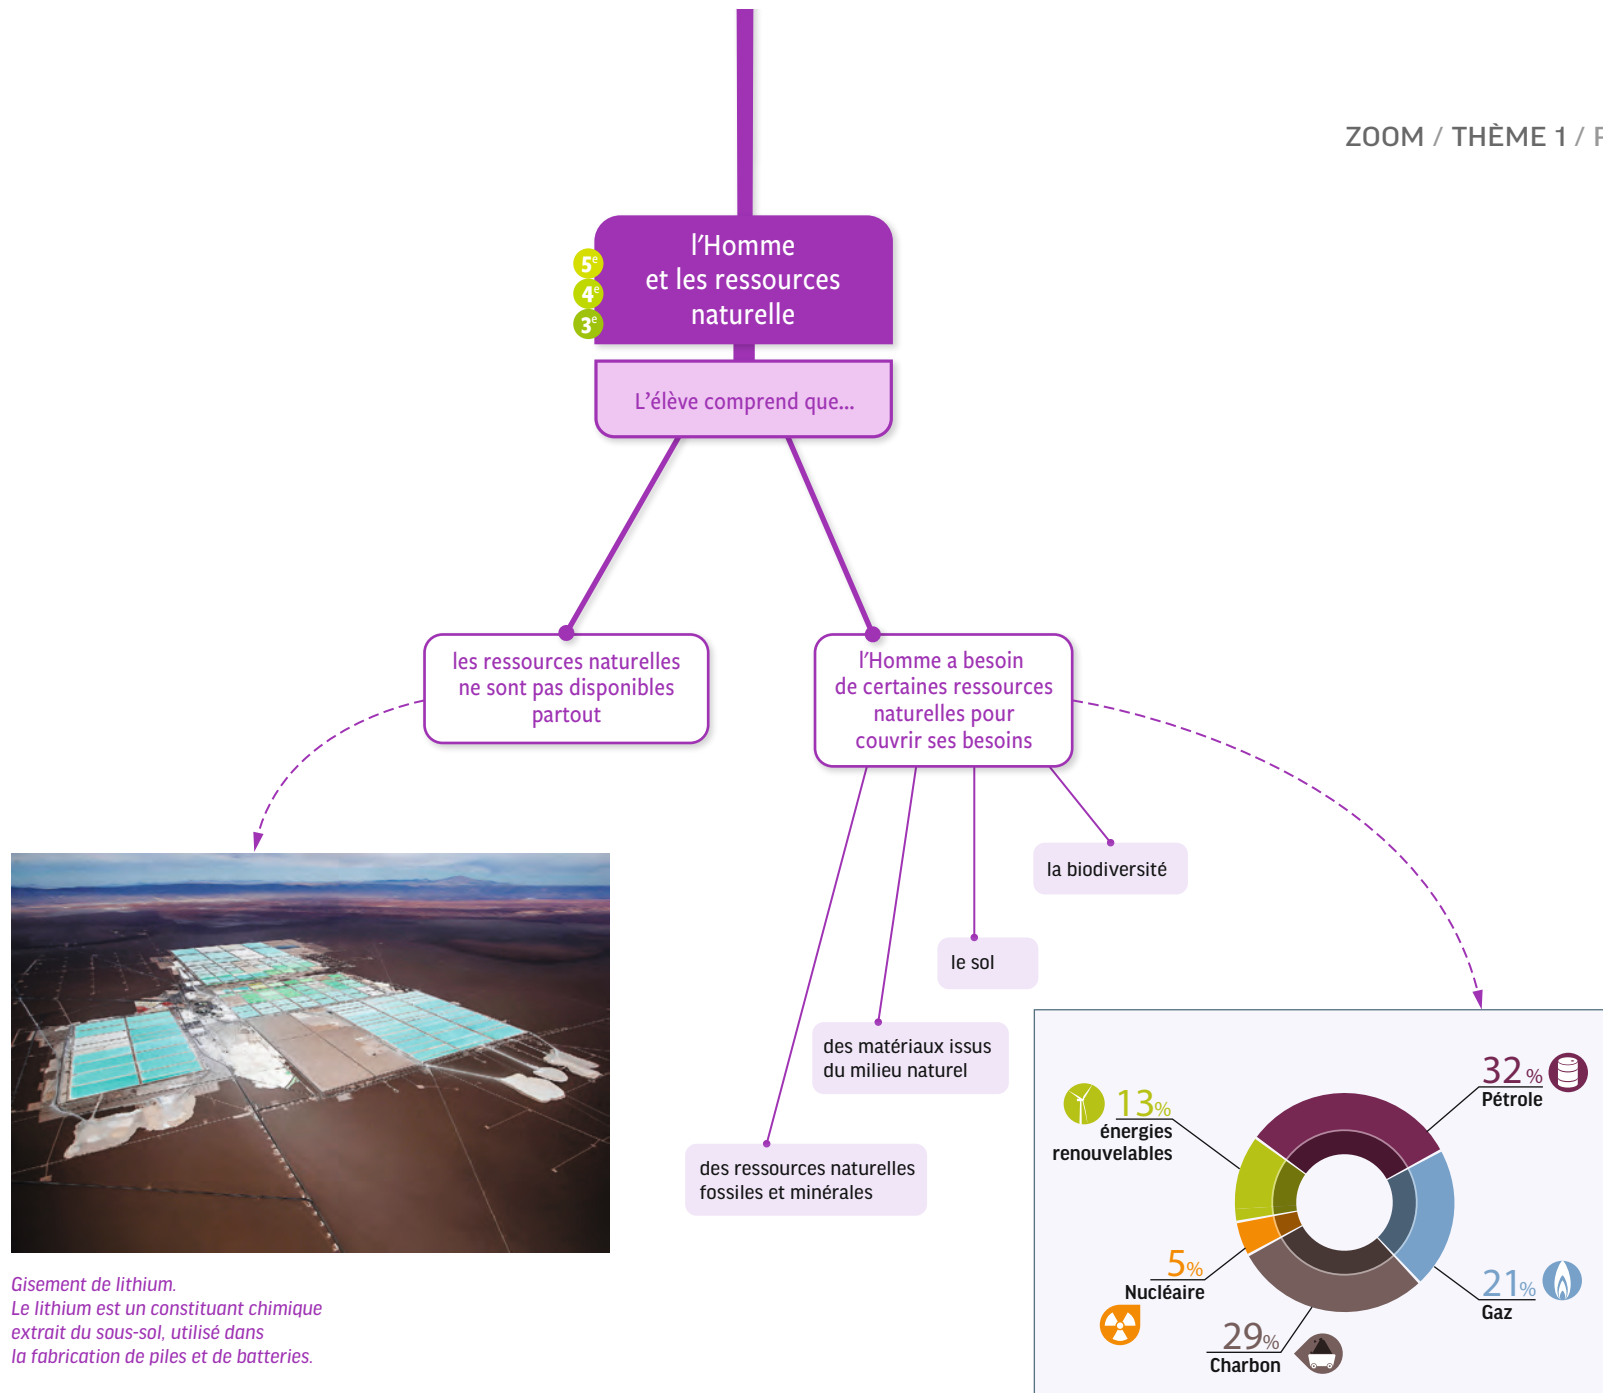 ZOOM / THÈME 1 /
l'Homme
et les ressources
naturelle
5e
4e
3e
L'élève comprend que...
les ressources naturelles
ne sont pas disponibles
partout
l'Homme a besoin
de certaines ressources
naturelles pour
couvrir ses besoins
la biodiversité
le sol
des matériaux issus
du milieu naturel
des ressources naturelles
fossiles et minérales
Gisement de lithium.
Le lithium est un constituant chimique
extrait du sous-sol, utilisé dans
la fabrication de piles et de batteries.
32 %
Pétrole
13%
énergies
renouvelables
5%
Nucléaire
21%
Gaz
29%
Charbon